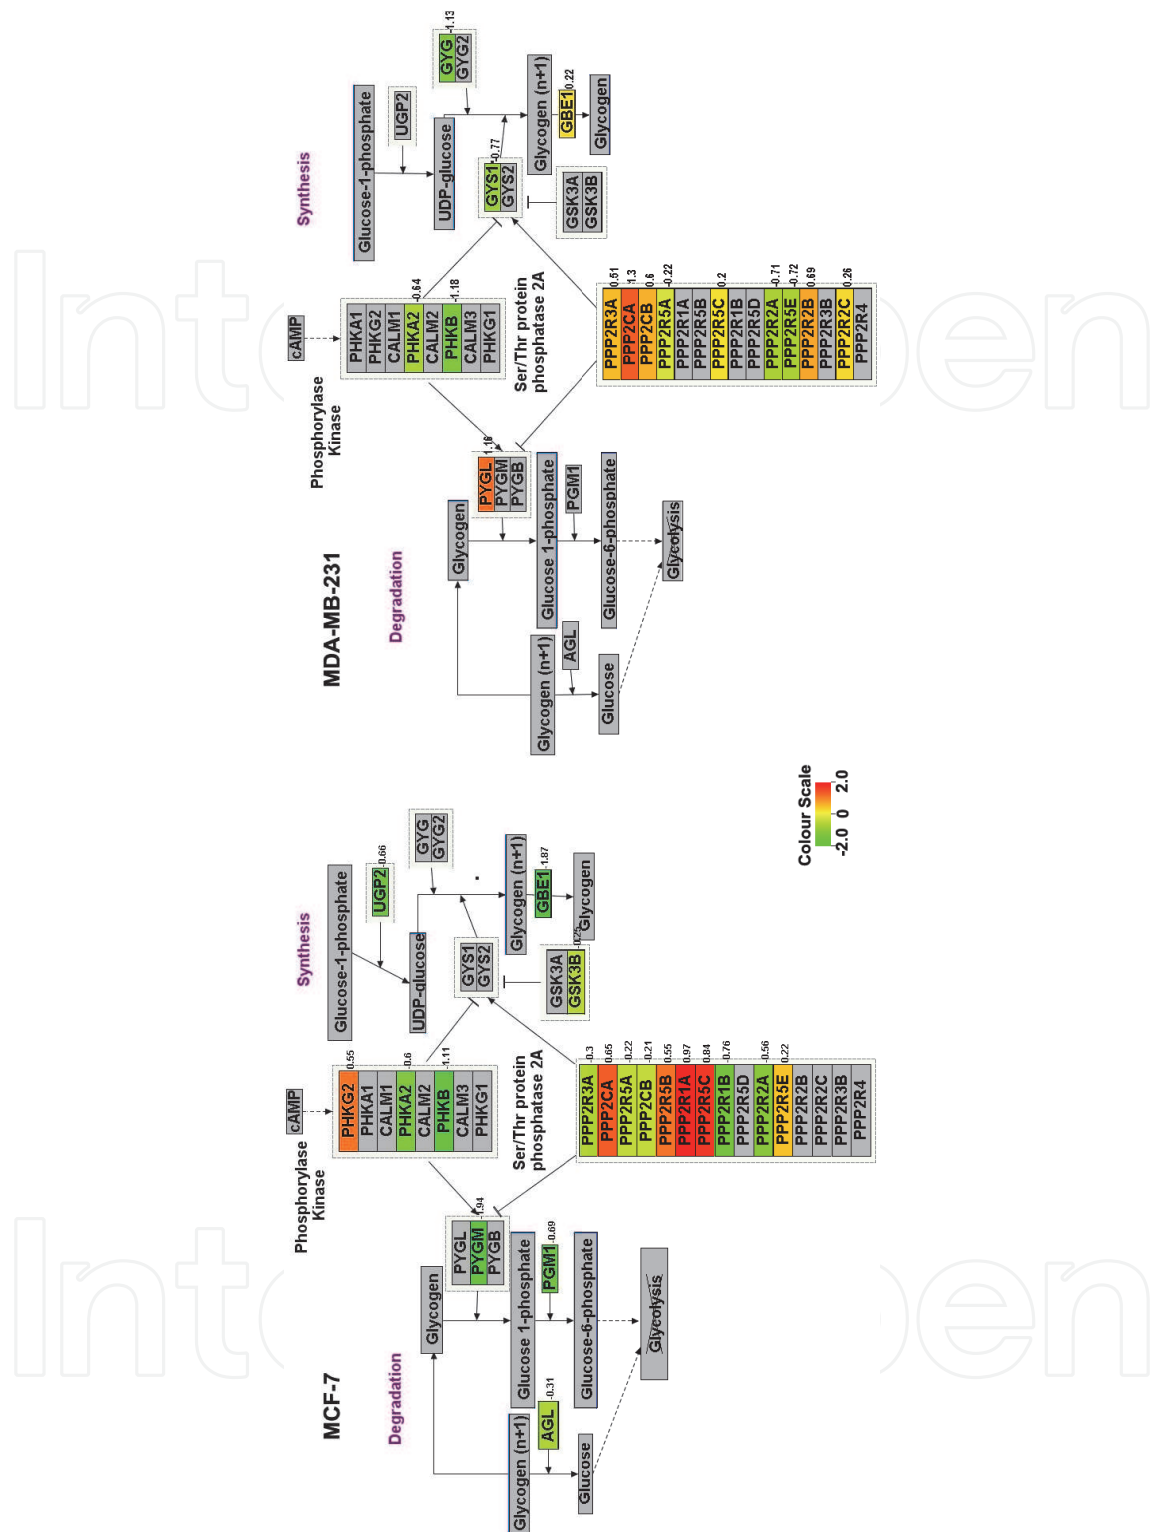 MCF-7
Phosphorylase
Kinase
cAMP
Degradation
Synthesis
PHKG2 0.55
PHKA1
CALM1
PHKA2 -0.6
CALM2
PHKB -1.11
CALM3
PHKG1
Glucose-1-phosphate
UGP2 -0.66
UDP-glucose
GYG
GYG2
GYS1
GYS2
Glycogen (n+1)
GBE1 -1.87
Glycogen
GSK3A
GSK3B -0.25
Glycogen
PYGL
PYGM -1.94
PYGB
Glucose 1-phosphate
PGM1 -0.69
Glucose-6-phosphate
Glycolysis
Glycogen (n+1)
AGL -0.31
Glucose
Ser/Thr protein
phosphatase 2A
PPP2R3A -0.3
PPP2CA 0.65
PPP2R5A -0.22
PPP2CB -0.21
PPP2R5B 0.55
PPP2R1A 0.97
PPP2R5C 0.84
PPP2R1B -0.76
PPP2R5D
PPP2R2A -0.56
PPP2R5E 0.22
PPP2R2B
PPP2R2C
PPP2R3B
PPP2R4
Colour Scale
-2.0 0 2.0
MDA-MB-231
Phosphorylase
Kinase
cAMP
Degradation
Synthesis
PHKA1
PHKG2
CALM1
PHKA2 -0.64
CALM2
PHKB -1.18
CALM3
PHKG1
Glucose-1-phosphate
UGP2
UDP-glucose
GYG -1.13
GYG2
GYS1 -0.77
GYS2
Glycogen (n+1)
GBE1 0.22
Glycogen
GSK3A
GSK3B
Glycogen
PYGL 1.16
PYGM
PYGB
Glucose 1-phosphate
PGM1
Glucose-6-phosphate
Glycolysis
Glycogen (n+1)
AGL
Glucose
Ser/Thr protein
phosphatase 2A
PPP2R3A 0.51
PPP2CA 1.3
PPP2CB 0.6
PPP2R5A -0.22
PPP2R1A
PPP2R5B
PPP2R5C 0.2
PPP2R1B
PPP2R5D
PPP2R2A -0.71
PPP2R5E -0.72
PPP2R2B 0.69
PPP2R3B
PPP2R2C 0.26
PPP2R4